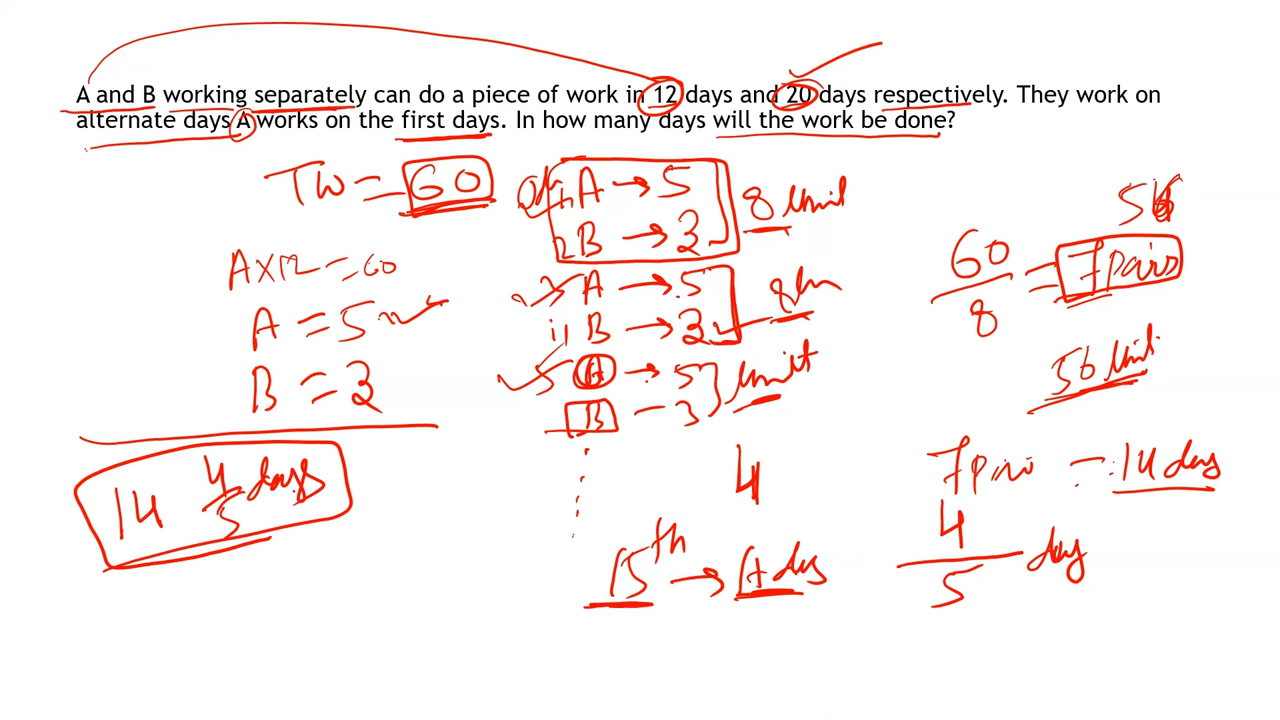 A and B working separately can do a piece of work in 12 days and 20 days respectively. They work on
alternate days A works on the first days. In how many days will the work be done?
TW = 60
A → 5
2 B → 3
8 Unit
A → 5
B → 3
A → 5
B – 3
Unit
A×12 = 60
A = 5
B = 3
14 4/5 days
4
15th → A
56
60/8 = 7 pairs
56 Unit
7 pair – 14 days
4/5 day